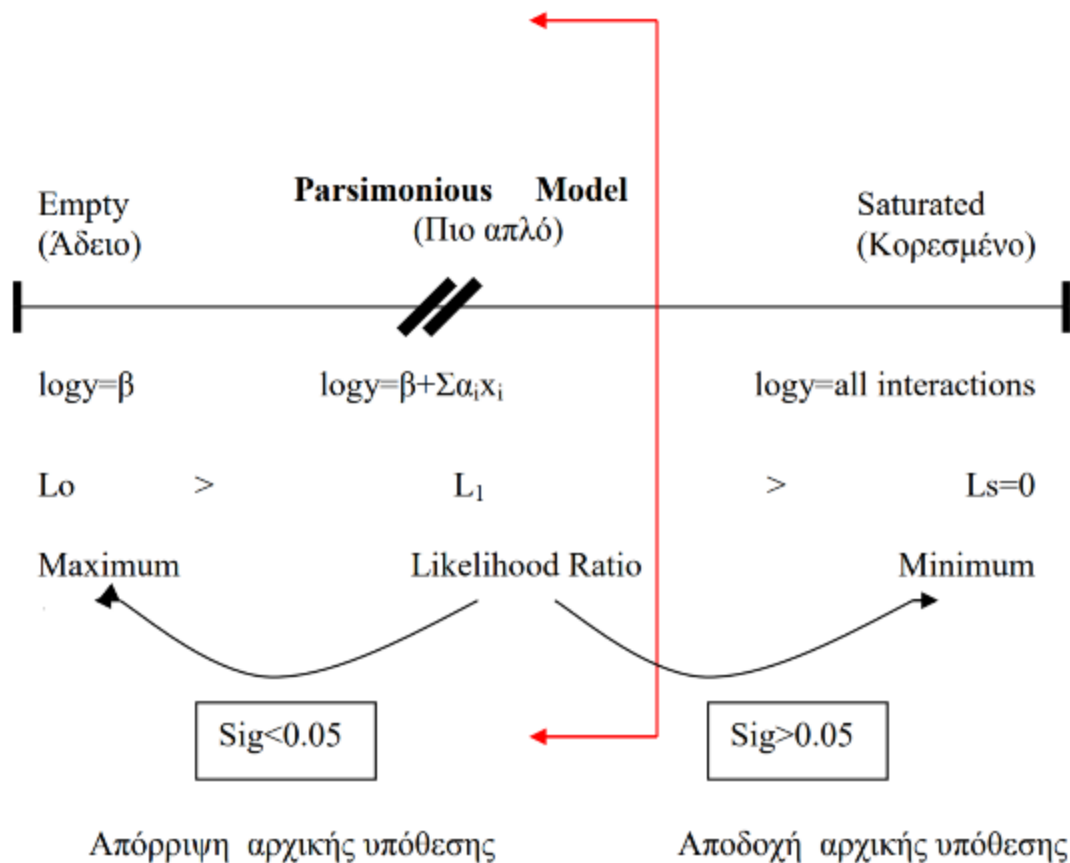 Parsimonious Model
Empty
(Άδειο)
(Πιο απλό)
Saturated
(Κορεσμένο)
logy=β
logy=β+Σαᵢxᵢ
logy=all interactions
Lo > L₁ > Ls=0
Maximum Likelihood Ratio Minimum
Sig<0.05
Sig>0.05
Απόρριψη αρχικής υπόθεσης
Αποδοχή αρχικής υπόθεσης